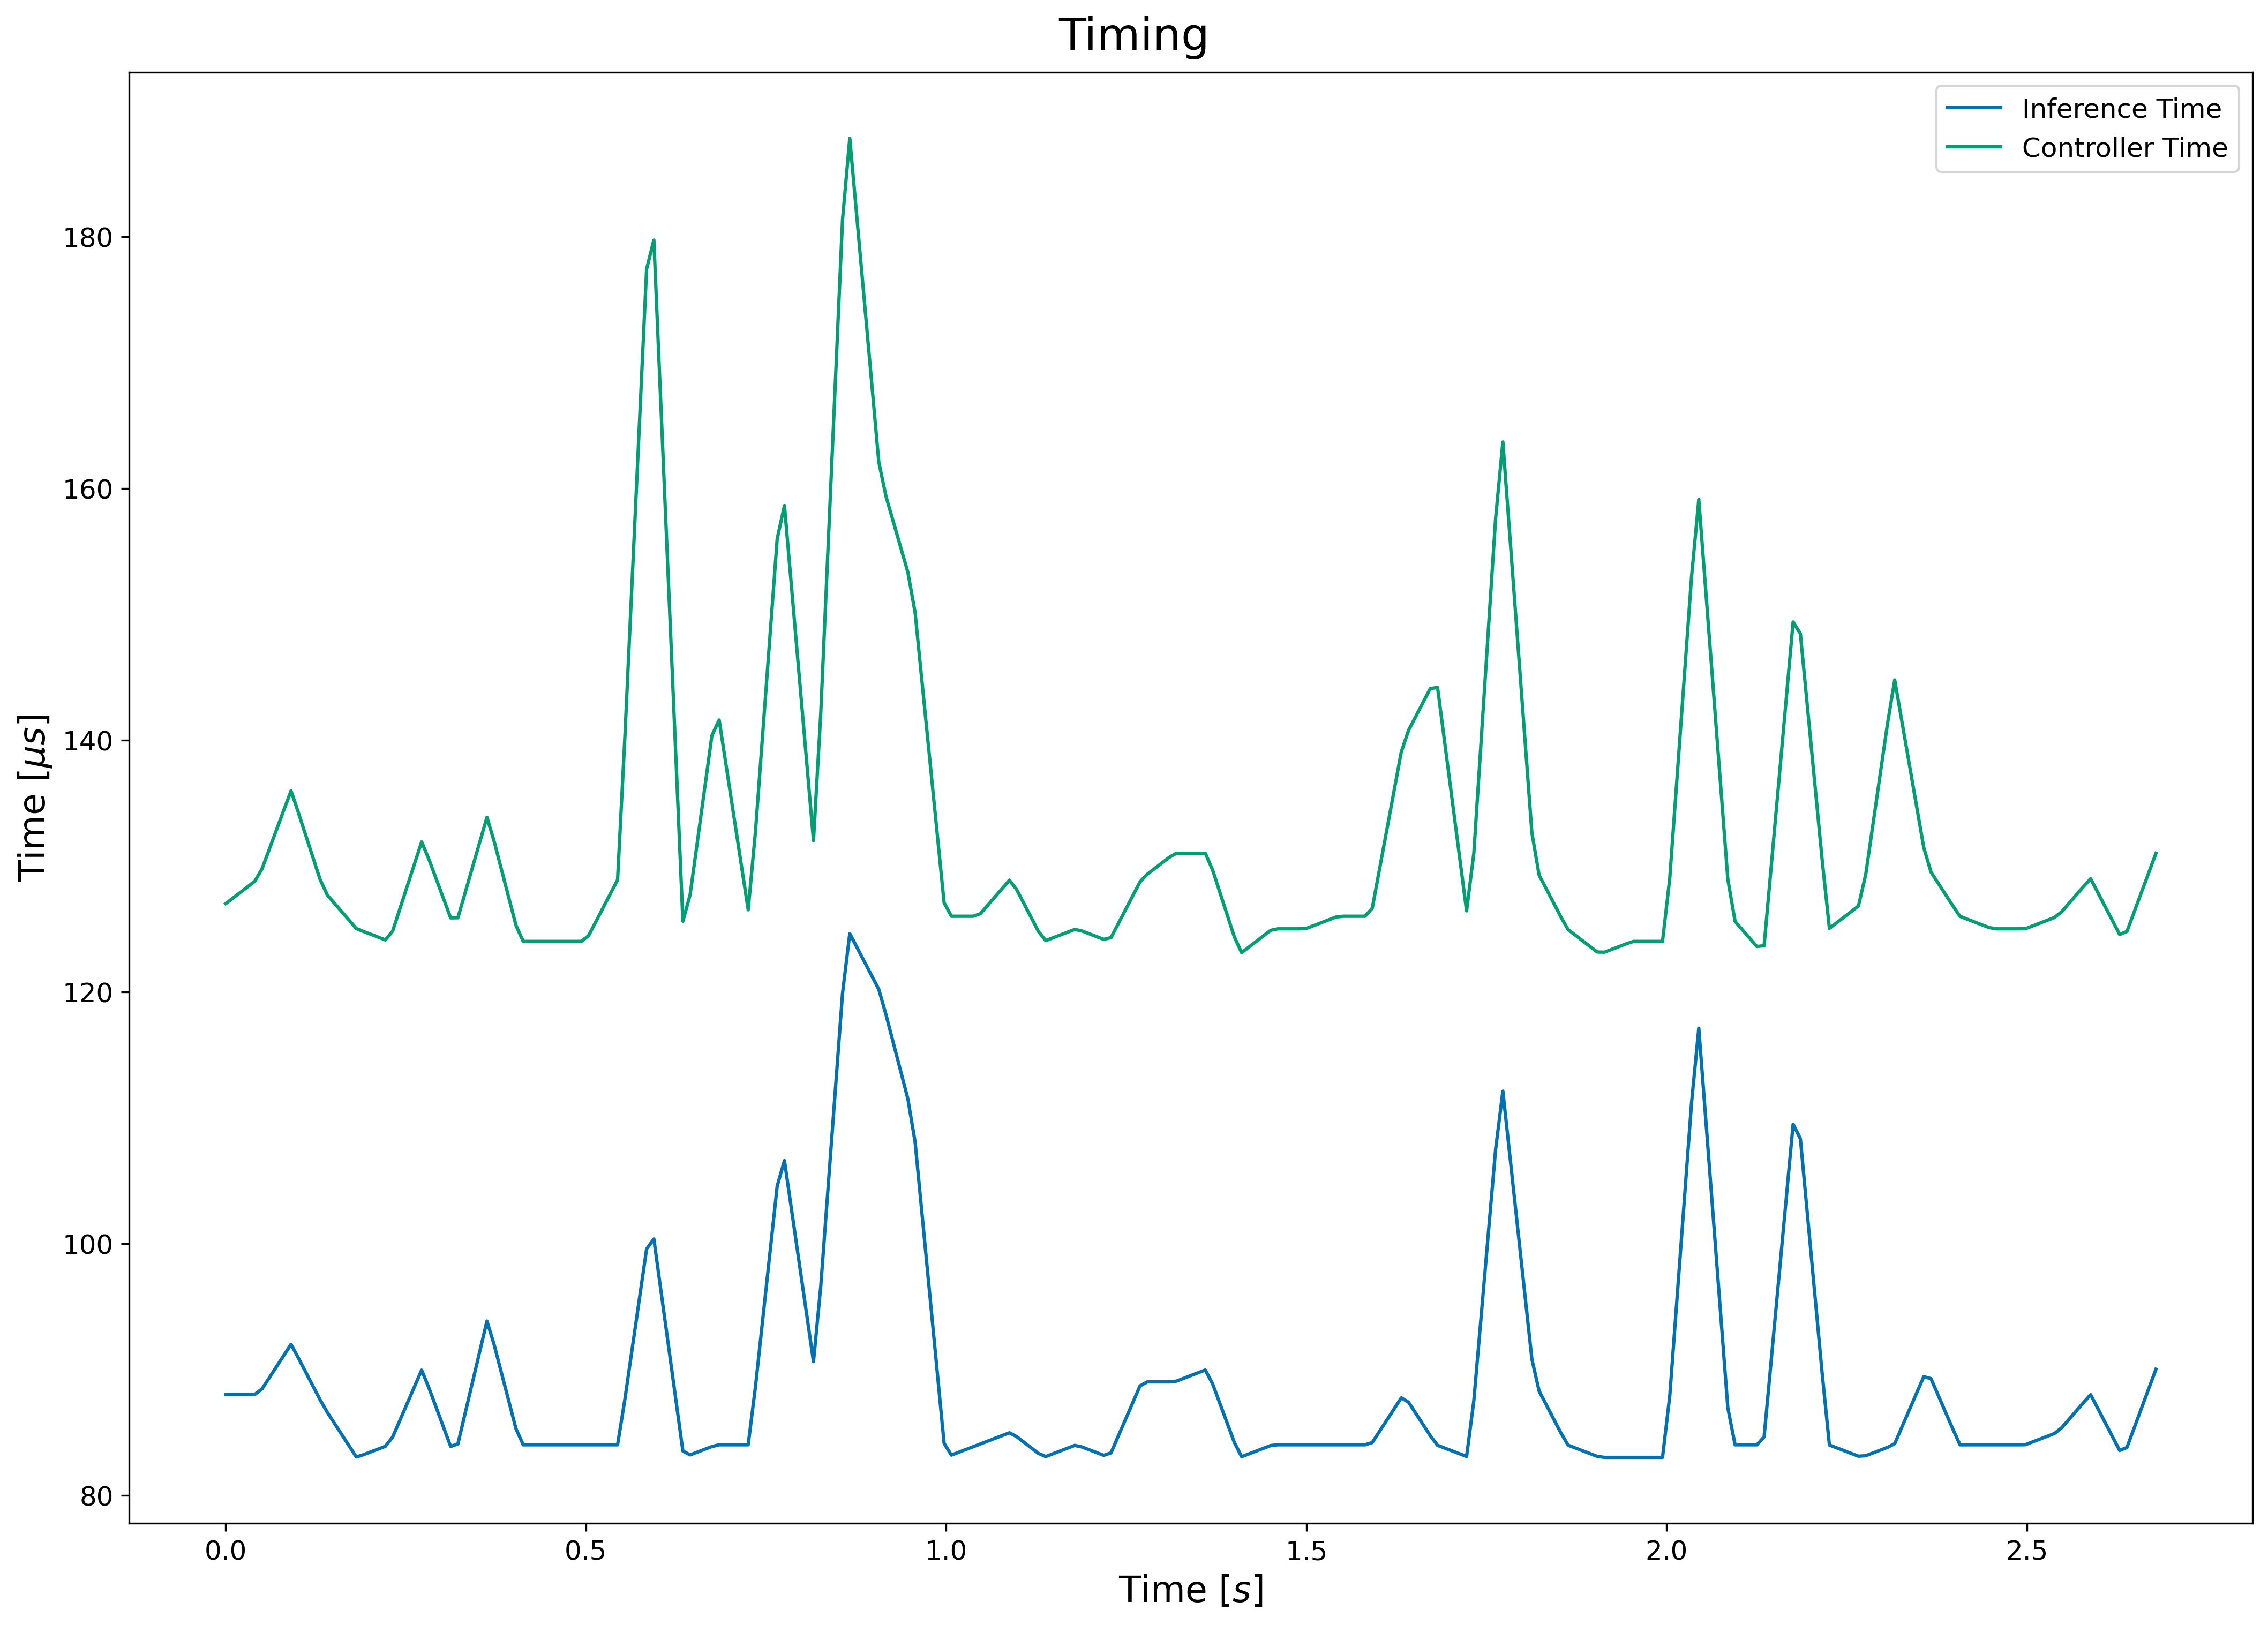 Timing
Inference Time
Controller Time
Time [μs]
180
160
140
120
100
80
0.0 0.5 1.0 1.5 2.0 2.5
Time [s]